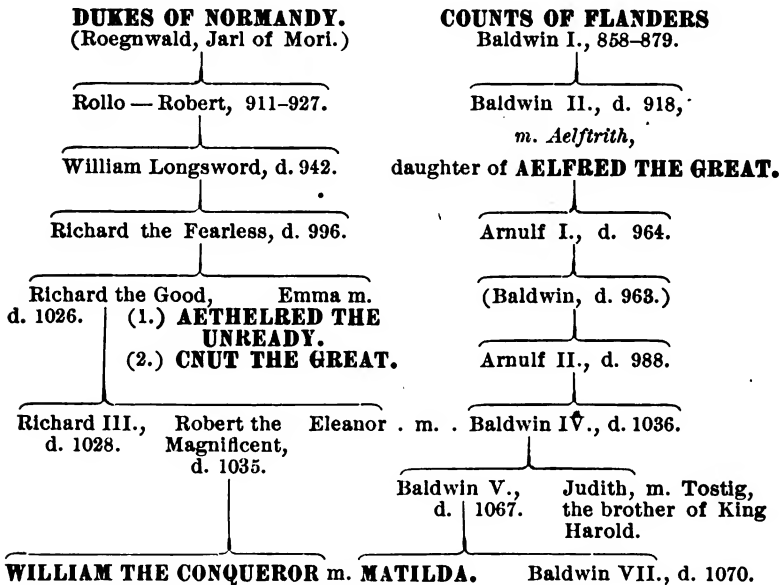 DUKES OF NORMANDY.
(Roegnwald, Jarl of Mori.)
Rollo — Robert, 911–927.
William Longsword, d. 942.
Richard the Fearless, d. 996.
Richard the Good,
d. 1026.
Emma m.
(1.) AETHELRED THE
UNREADY.
(2.) CNUT THE GREAT.
Richard III.,
d. 1028.
Robert the
Magnificent,
d. 1035.
Eleanor . m. .
WILLIAM THE CONQUEROR m.
COUNTS OF FLANDERS
Baldwin I., 858–879.
Baldwin II., d. 918,
m. Aelftrith,
daughter of AELFRED THE GREAT.
Arnulf I., d. 964.
(Baldwin, d. 963.)
Arnulf II., d. 988.
Baldwin IV., d. 1036.
Baldwin V.,
d. 1067.
Judith, m. Tostig,
the brother of King
Harold.
MATILDA.
Baldwin VII., d. 1070.